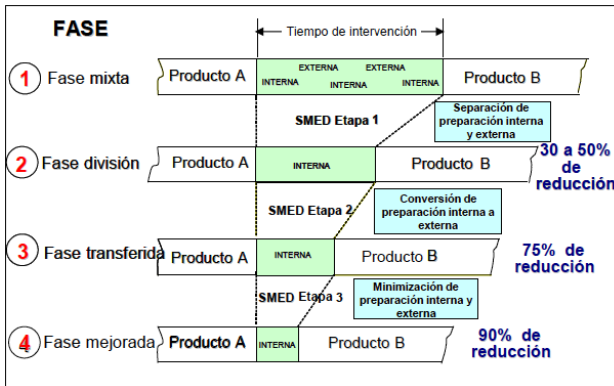 FASE
Tiempo de intervención
1 Fase mixta
Producto A
EXTERNA EXTERNA
INTERNA INTERNA INTERNA
Producto B
SMED Etapa 1
Separación de
preparación interna
y externa
2 Fase división
Producto A
INTERNA
Producto B
30 a 50%
de
reducción
SMED Etapa 2
Conversión de
preparación interna a
externa
3 Fase transferida
Producto A
INTERNA
Producto B
75% de
reducción
SMED Etapa 3
Minimización de
preparación interna y
externa
4 Fase mejorada
Producto A
INTERNA
Producto B
90% de
reducción